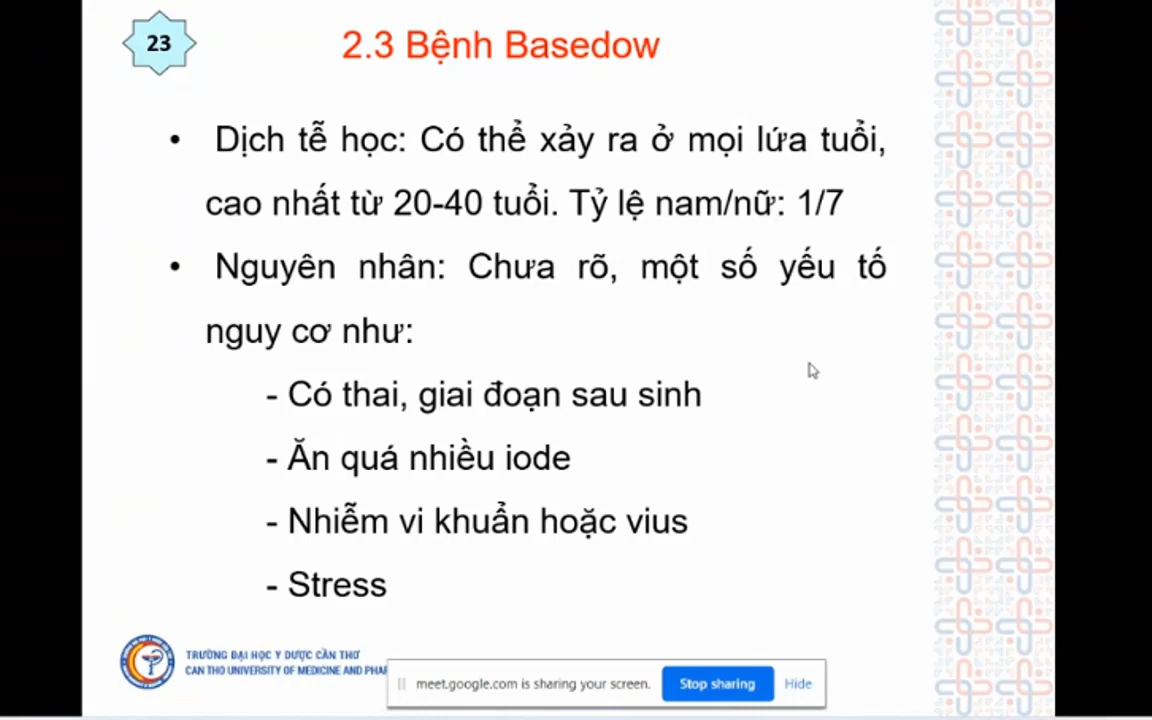 23
2.3 Bệnh Basedow
• Dịch tễ học: Có thể xảy ra ở mọi lứa tuổi,
cao nhất từ 20-40 tuổi. Tỷ lệ nam/nữ: 1/7
• Nguyên nhân: Chưa rõ, một số yếu tố
nguy cơ như:
- Có thai, giai đoạn sau sinh
- Ăn quá nhiều iode
- Nhiễm vi khuẩn hoặc vius
- Stress
TRƯỜNG ĐẠI HỌC Y DƯỢC CẦN THƠ
CAN THO UNIVERSITY OF MEDICINE AND PHAR
meet.google.com is sharing your screen. Stop sharing Hide